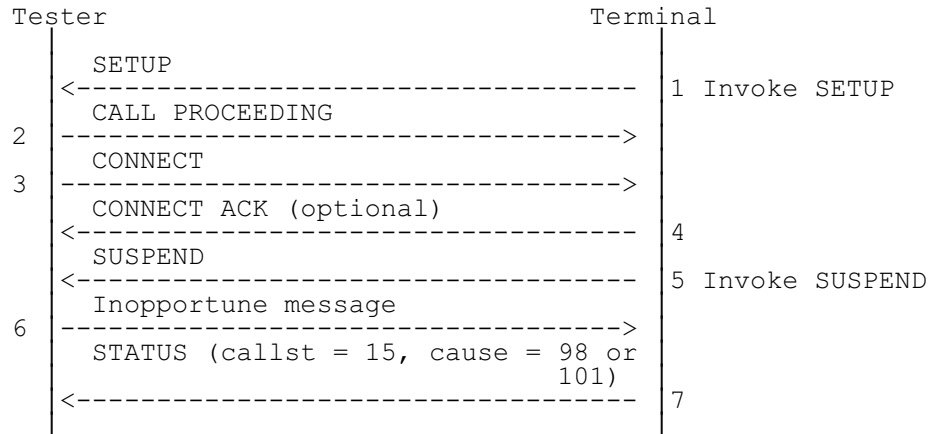 Tester Terminal
SETUP
<----------------------------------- 1 Invoke SETUP
CALL PROCEEDING
2 ----------------------------------->
CONNECT
3 ----------------------------------->
CONNECT ACK (optional)
<----------------------------------- 4
SUSPEND
<----------------------------------- 5 Invoke SUSPEND
Inopportune message
6 ----------------------------------->
STATUS (callst = 15, cause = 98 or
101)
<----------------------------------- 7